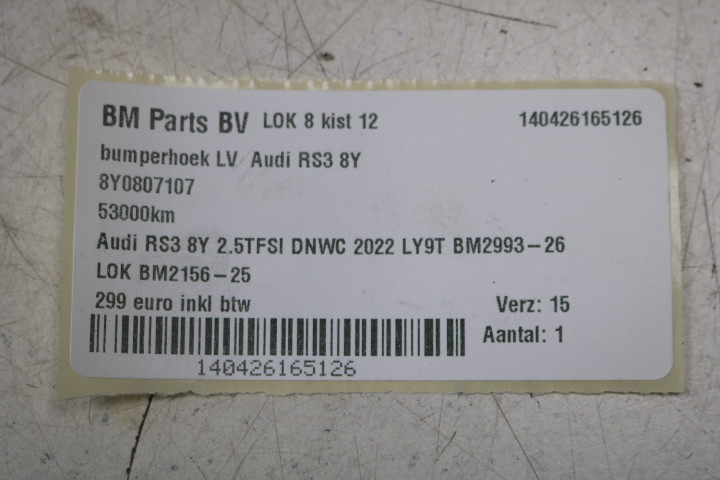 BM Parts BV LOK 8 kist 12 140426165126
bumperhoek LV Audi RS3 8Y
8Y0807107
53000km
Audi RS3 8Y 2.5TFSI DNWC 2022 LY9T BM2993-26
LOK BM2156-25
299 euro inkl btw Verz: 15
Aantal: 1
140426165126